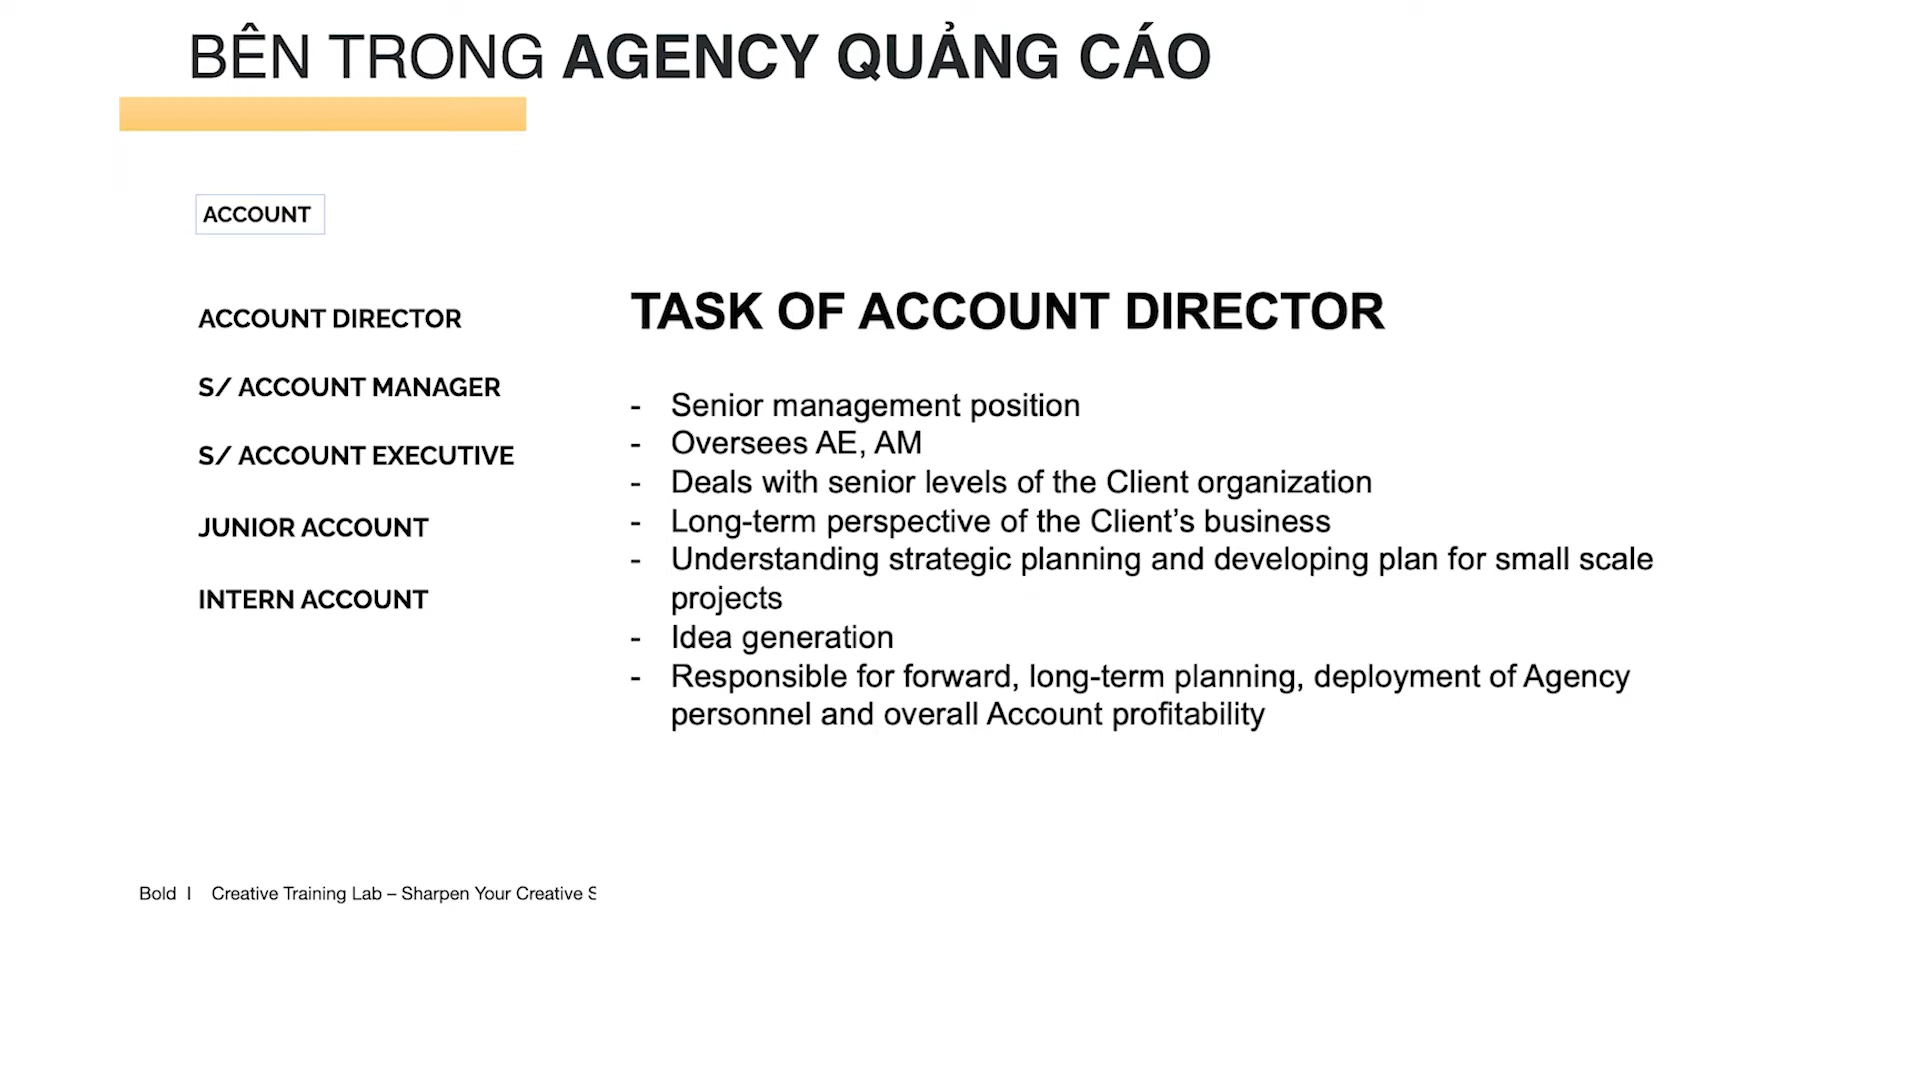 BÊN TRONG AGENCY QUẢNG CÁO
ACCOUNT
ACCOUNT DIRECTOR
S/ ACCOUNT MANAGER
S/ ACCOUNT EXECUTIVE
JUNIOR ACCOUNT
INTERN ACCOUNT
TASK OF ACCOUNT DIRECTOR
- Senior management position
- Oversees AE, AM
- Deals with senior levels of the Client organization
- Long-term perspective of the Client’s business
- Understanding strategic planning and developing plan for small scale
projects
- Idea generation
- Responsible for forward, long-term planning, deployment of Agency
personnel and overall Account profitability
Bold I Creative Training Lab – Sharpen Your Creative